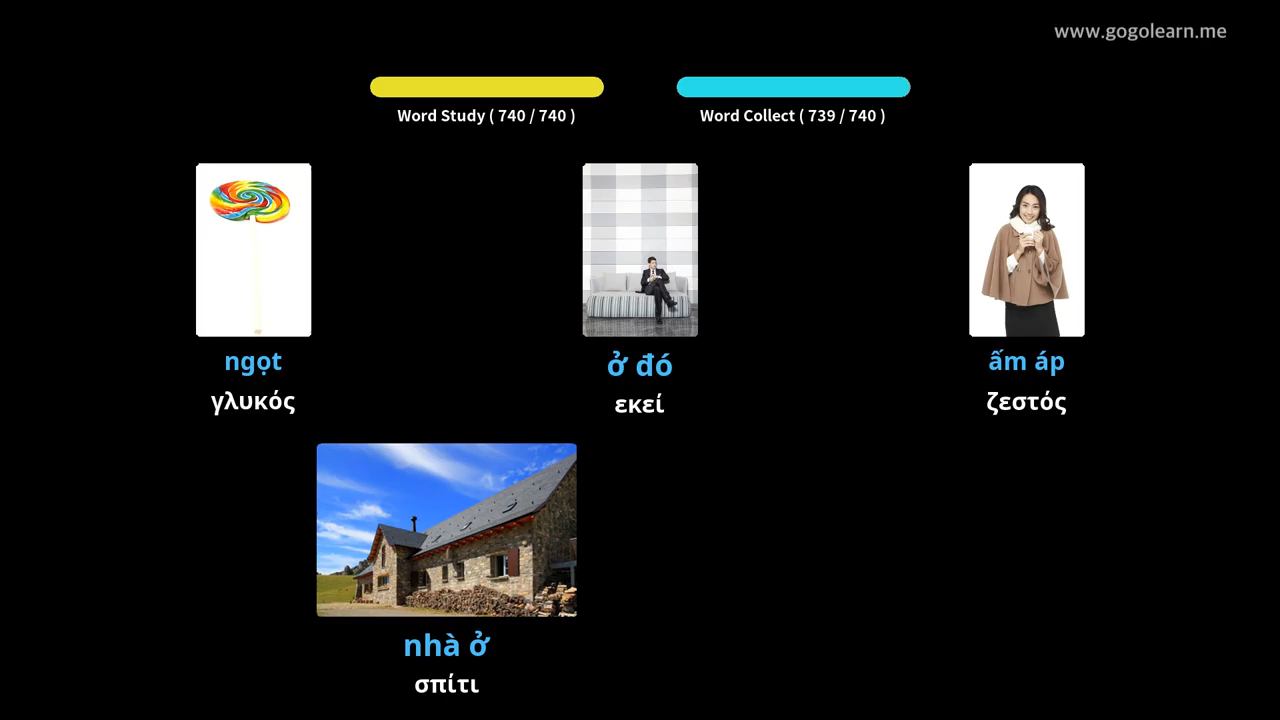 www.gogolearn.me
Word Study ( 740 / 740 )
Word Collect ( 739 / 740 )
ngọt
γλυκός
ở đó
εκεί
ấm áp
ζεστός
nhà ở
σπίτι